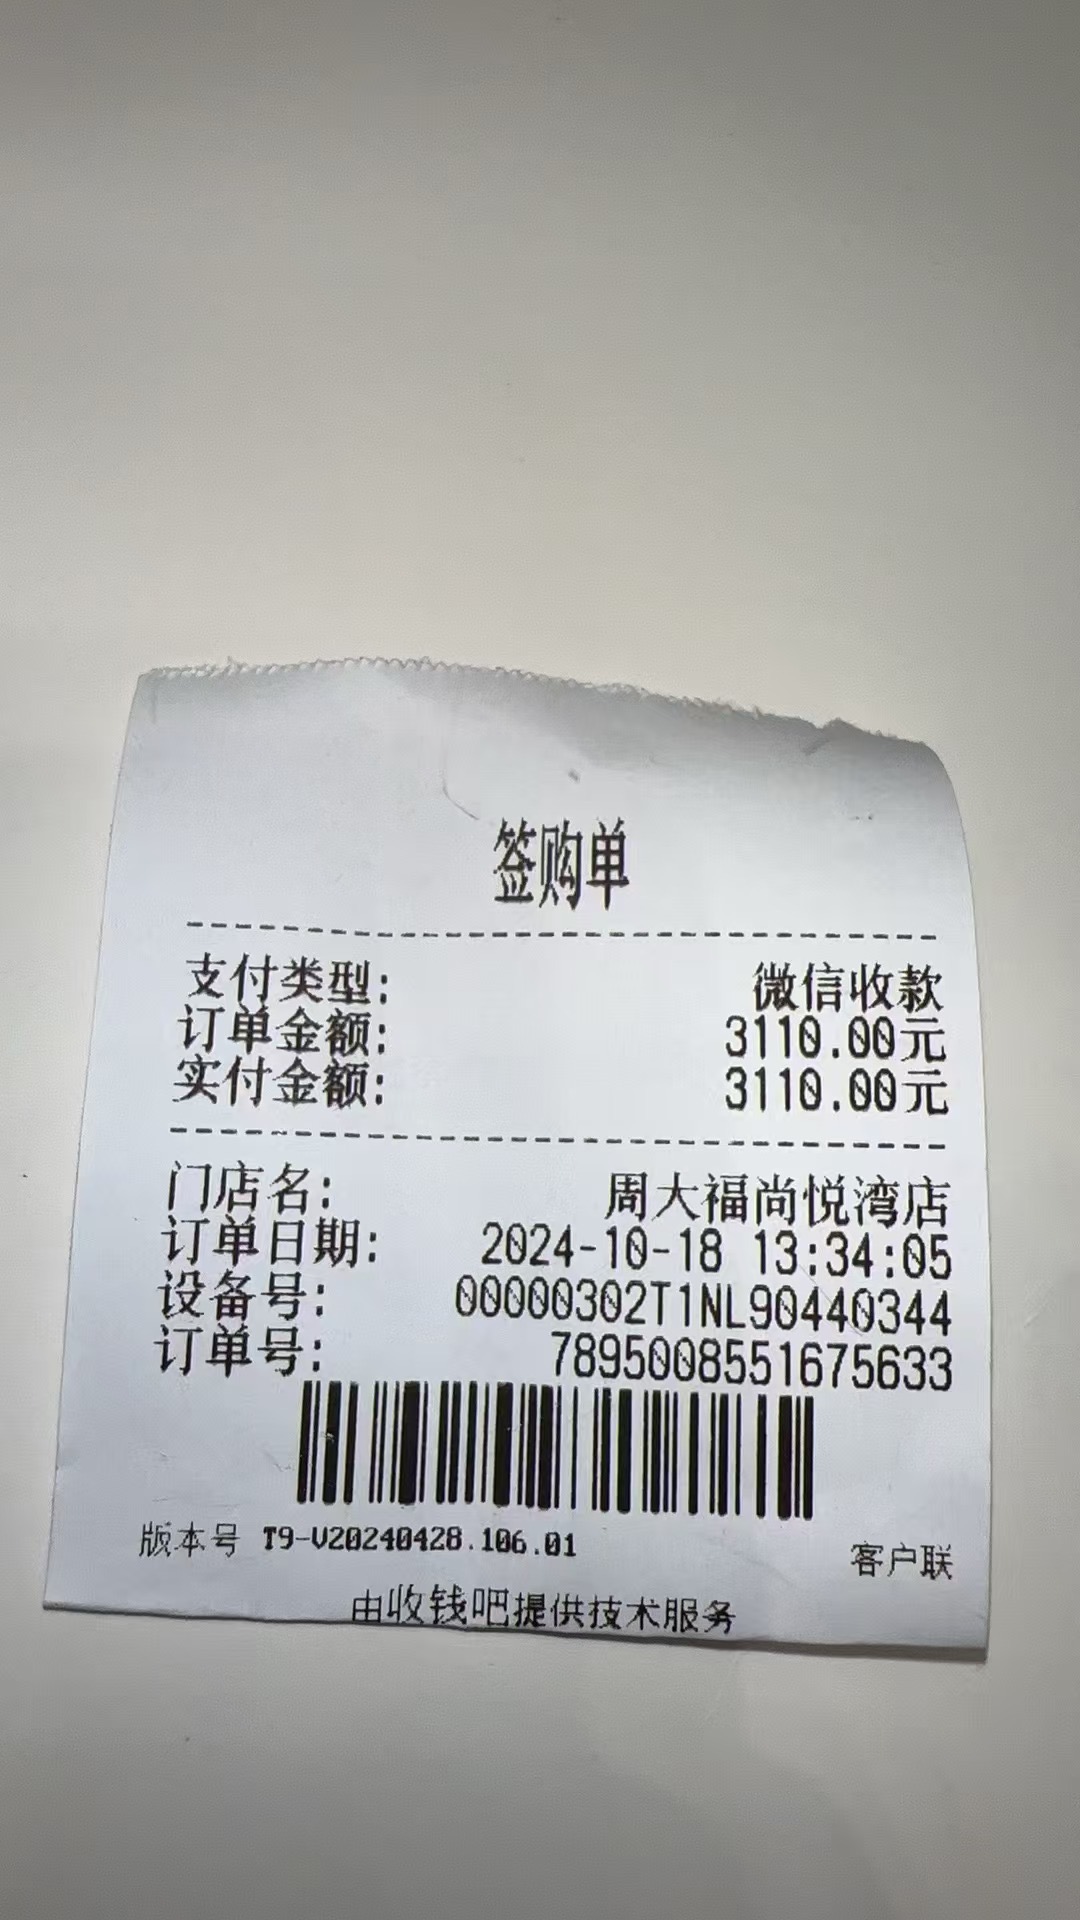 签购单
支付类型: 微信收款
订单金额: 3110.00元
实付金额: 3110.00元
门店名: 周大福尚悦湾店
订单日期: 2024-10-18 13:34:05
设备号: 00000302T1NL90440344
订单号: 7895008551675633
版本号 T9-V20240428.106.01
客户联
由收钱吧提供技术服务